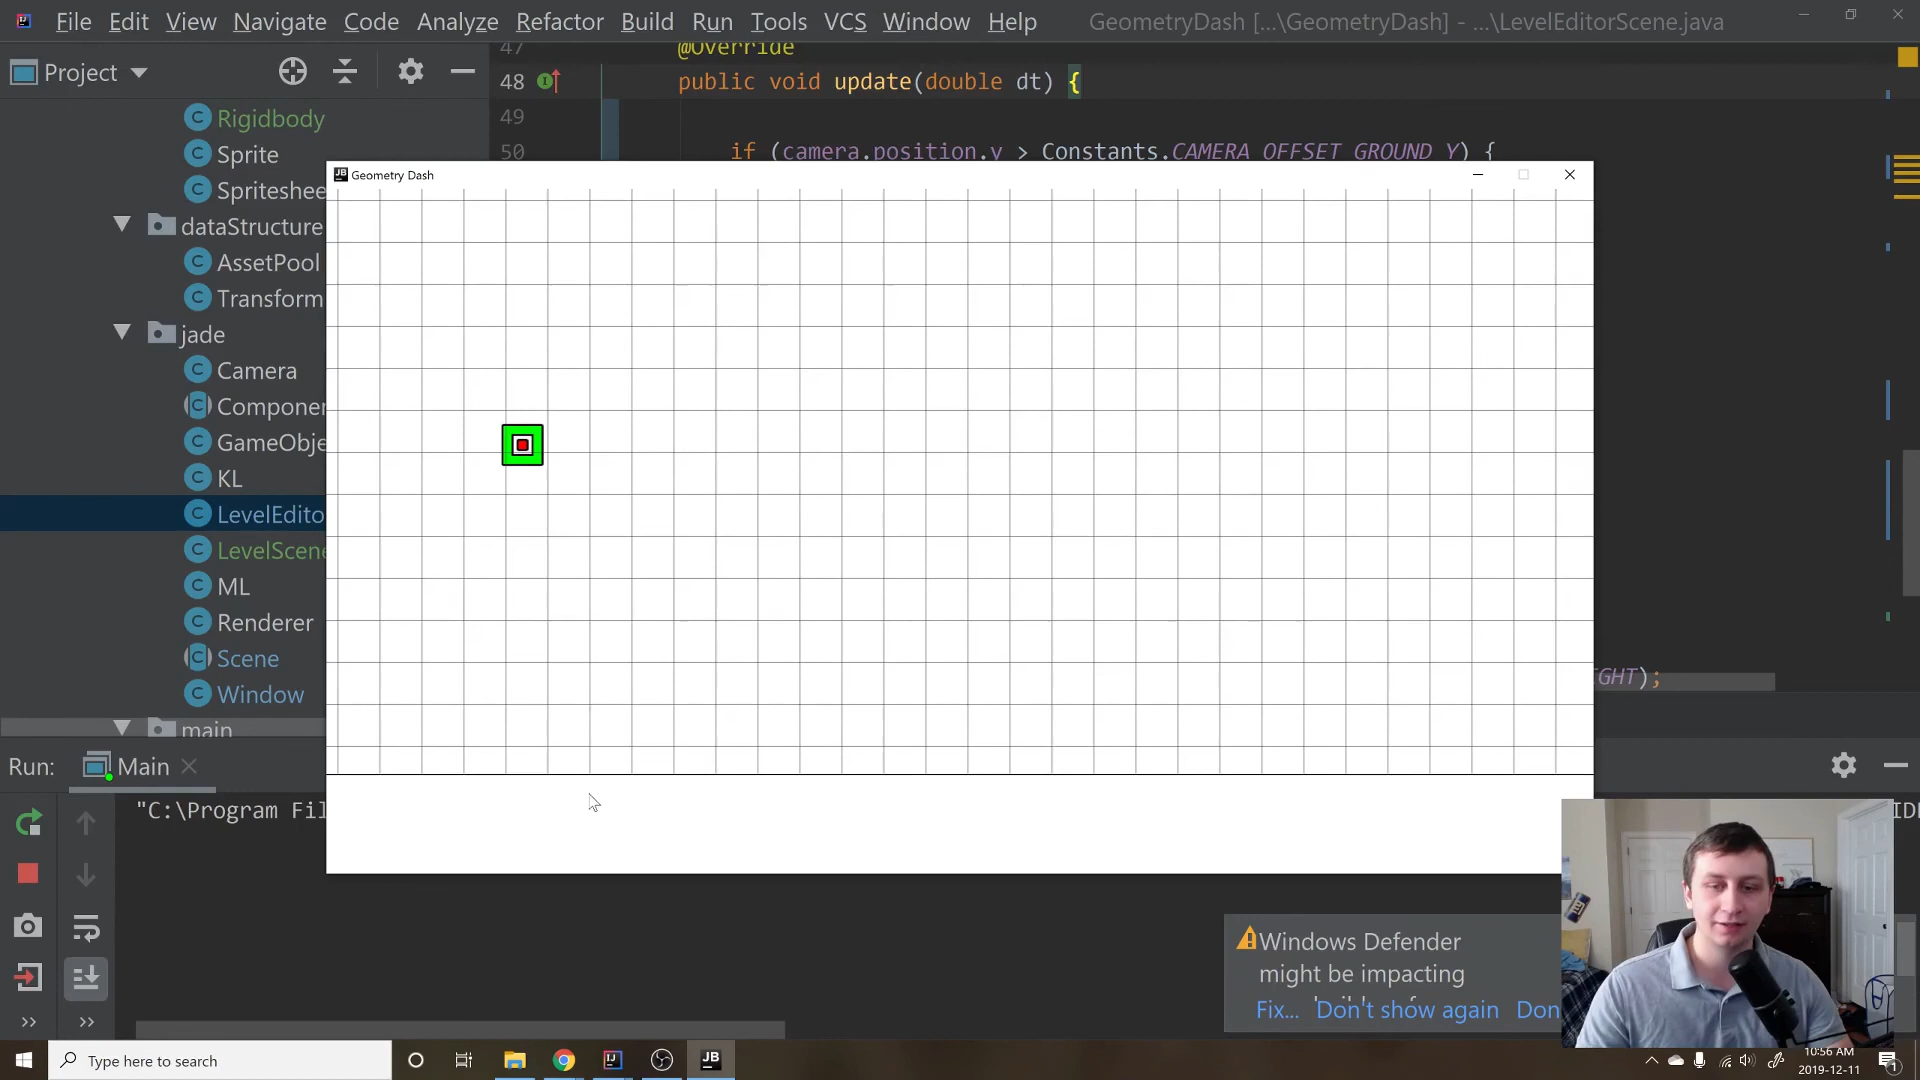 File Edit View Navigate Code Analyze Refactor Build Run Tools VCS Window Help GeometryDash [...\GeometryDash] - ...\LevelEditorScene.java
Project
47 @Override
48 public void update(double dt) {
49
50 if (camera.position.y > Constants.CAMERA_OFFSET_GROUND_Y) {
Rigidbody
Sprite
Spriteshee
dataStructure
AssetPool
Transform
jade
Camera
Componen
GameObje
KL
LevelEdito
LevelScene
ML
Renderer
Scene
Window
main
Geometry Dash
GHT);
Run: Main
"C:\Program Fil
Windows Defender
might be impacting
Fix... Don't show again Don
Type here to search
10:56 AM
2019-12-11